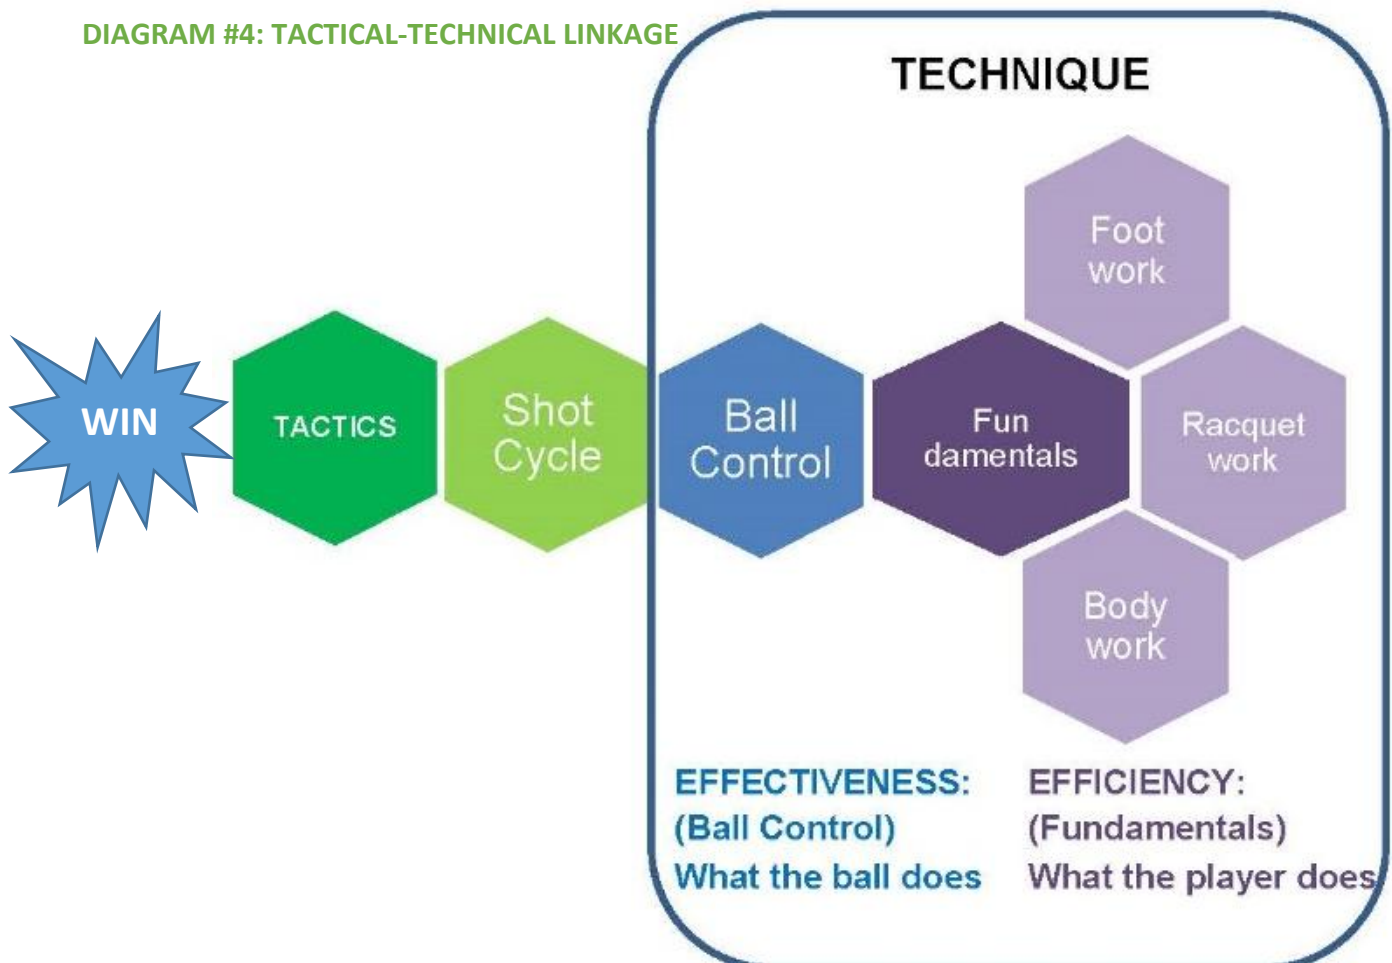 DIAGRAM #4: TACTICAL-TECHNICAL LINKAGE
TECHNIQUE
Foot
work
WIN
TACTICS
Shot
Cycle
Ball
Control
Fun
damentals
Racquet
work
Body
work
EFFECTIVENESS:
(Ball Control)
What the ball does
EFFICIENCY:
(Fundamentals)
What the player does